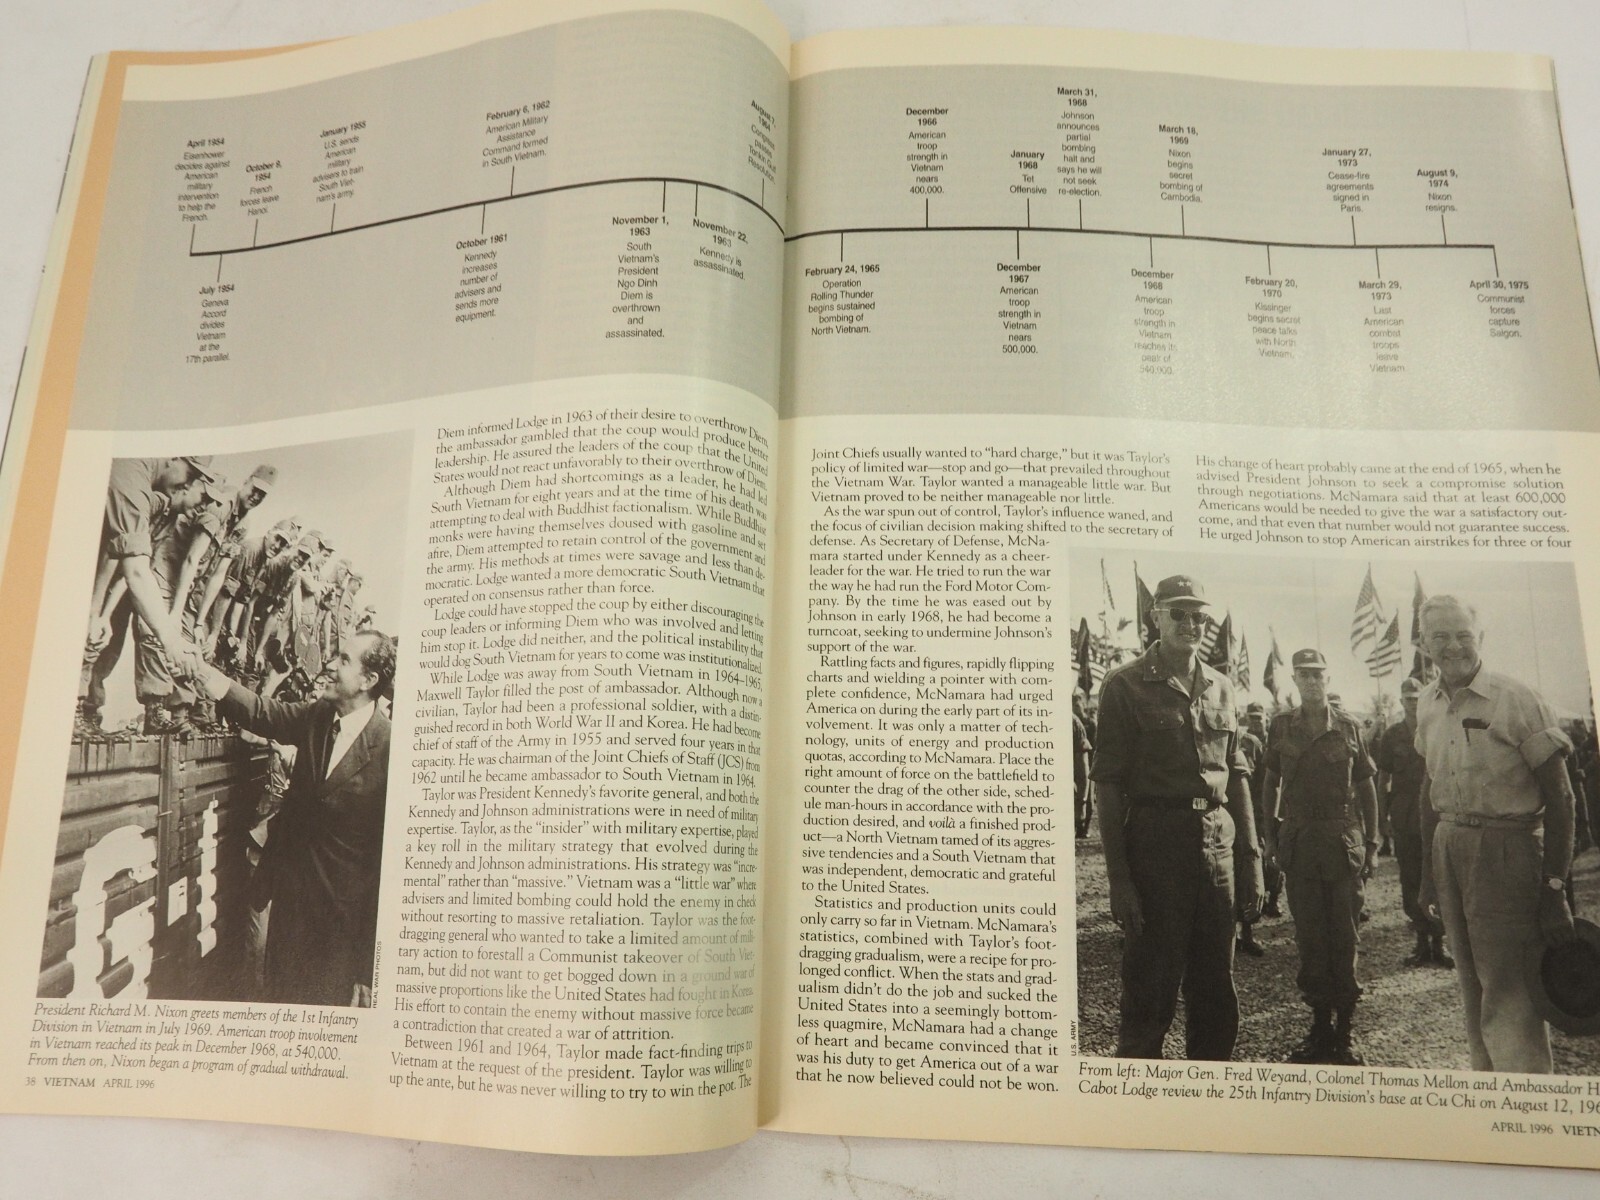 April 1954
Eisenhower
decides against
American
military
intervention
to help the
French.
July 1954
Geneva
Accord
divides
Vietnam
at the
17th parallel.
October 8,
1954
French
forces leave
Hanoi.
January 1955
U.S. sends
American
military
advisers to train
South Viet-
nam's army.
October 1961
Kennedy
increases
number of
advisers and
sends more
equipment.
February 6, 1962
American Military
Assistance
Command formed
in South Vietnam.
November 1,
1963
South
Vietnam's
President
Ngo Dinh
Diem is
overthrown
and
assassinated.
November 22,
1963
Kennedy is
assassinated.
August 7,
1964
Congress
passes
Tonkin Gulf
Resolution.
February 24, 1965
Operation
Rolling Thunder
begins sustained
bombing of
North Vietnam.
December
1966
American
troop
strength in
Vietnam
nears
400,000.
December
1967
American
troop
strength in
Vietnam
nears
500,000.
January
1968
Tet
Offensive
March 31,
1968
Johnson
announces
partial
bombing
halt and
says he will
not seek
re-election.
December
1968
American
troop
strength in
Vietnam
reaches its
peak of
540,000.
March 18,
1969
Nixon
begins
secret
bombing of
Cambodia.
February 20,
1970
Kissinger
begins secret
peace talks
with North
Vietnam.
January 27,
1973
Cease-fire
agreements
signed in
Paris.
March 29,
1973
Last
American
combat
troops
leave
Vietnam
August 9,
1974
Nixon
resigns.
April 30, 1975
Communist
forces
capture
Saigon.
Diem informed Lodge in 1963 of their desire to overthrow Diem,
the ambassador gambled that the coup would produce better
leadership. He assured the leaders of the coup that the United
States would not react unfavorably to their overthrow of Diem.
Although Diem had shortcomings as a leader, he had led
South Vietnam for eight years and at the time of his death was
attempting to deal with Buddhist factionalism. While Buddhist
monks were having themselves doused with gasoline and set
afire, Diem attempted to retain control of the government and
the army. His methods at times were savage and less than de-
mocratic. Lodge wanted a more democratic South Vietnam that
operated on consensus rather than force.
Lodge could have stopped the coup by either discouraging the
coup leaders or informing Diem who was involved and letting
him stop it. Lodge did neither, and the political instability that
would dog South Vietnam for years to come was institutionalized.
While Lodge was away from South Vietnam in 1964-1965,
Maxwell Taylor filled the post of ambassador. Although now a
civilian, Taylor had been a professional soldier, with a distin-
guished record in both World War II and Korea. He had become
chief of staff of the Army in 1955 and served four years in that
capacity. He was chairman of the Joint Chiefs of Staff (JCS) from
1962 until he became ambassador to South Vietnam in 1964.
Taylor was President Kennedy's favorite general, and both the
Kennedy and Johnson administrations were in need of military
expertise. Taylor, as the "insider" with military expertise, played
a key roll in the military strategy that evolved during the
Kennedy and Johnson administrations. His strategy was "incre-
mental" rather than "massive." Vietnam was a "little war" where
advisers and limited bombing could hold the enemy in check
without resorting to massive retaliation. Taylor was the foot-
dragging general who wanted to take a limited amount of mili-
tary action to forestall a Communist takeover of South Viet-
nam, but did not want to get bogged down in a ground war of
massive proportions like the United States had fought in Korea.
His effort to contain the enemy without massive force became
a contradiction that created a war of attrition.
Between 1961 and 1964, Taylor made fact-finding trips to
Vietnam at the request of the president. Taylor was willing to
up the ante, but he was never willing to try to win the pot. The
REAL WAR PHOTOS
President Richard M. Nixon greets members of the 1st Infantry
Division in Vietnam in July 1969. American troop involvement
in Vietnam reached its peak in December 1968, at 540,000.
From then on, Nixon began a program of gradual withdrawal.
38 VIETNAM APRIL 1996
Joint Chiefs usually wanted to "hard charge," but it was Taylor's
policy of limited war—stop and go—that prevailed throughout
the Vietnam War. Taylor wanted a manageable little war. But
Vietnam proved to be neither manageable nor little.
As the war spun out of control, Taylor's influence waned, and
the focus of civilian decision making shifted to the secretary of
defense. As Secretary of Defense, McNa-
mara started under Kennedy as a cheer-
leader for the war. He tried to run the war
the way he had run the Ford Motor Com-
pany. By the time he was eased out by
Johnson in early 1968, he had become a
turncoat, seeking to undermine Johnson's
support of the war.
Rattling facts and figures, rapidly flipping
charts and wielding a pointer with com-
plete confidence, McNamara had urged
America on during the early part of its in-
volvement. It was only a matter of tech-
nology, units of energy and production
quotas, according to McNamara. Place the
right amount of force on the battlefield to
counter the drag of the other side, sched-
ule man-hours in accordance with the pro-
duction desired, and voilà a finished prod-
uct—a North Vietnam tamed of its aggres-
sive tendencies and a South Vietnam that
was independent, democratic and grateful
to the United States.
Statistics and production units could
only carry so far in Vietnam. McNamara's
statistics, combined with Taylor's foot-
dragging gradualism, were a recipe for pro-
longed conflict. When the stats and grad-
ualism didn't do the job and sucked the
United States into a seemingly bottom-
less quagmire, McNamara had a change
of heart and became convinced that it
was his duty to get America out of a war
that he now believed could not be won.
His change of heart probably came at the end of 1965, when he
advised President Johnson to seek a compromise solution
through negotiations. McNamara said that at least 600,000
Americans would be needed to give the war a satisfactory out-
come, and that even that number would not guarantee success.
He urged Johnson to stop American airstrikes for three or four
U.S. ARMY
From left: Major Gen. Fred Weyand, Colonel Thomas Mellon and Ambassador H
Cabot Lodge review the 25th Infantry Division's base at Cu Chi on August 12, 196
APRIL 1996 VIETN